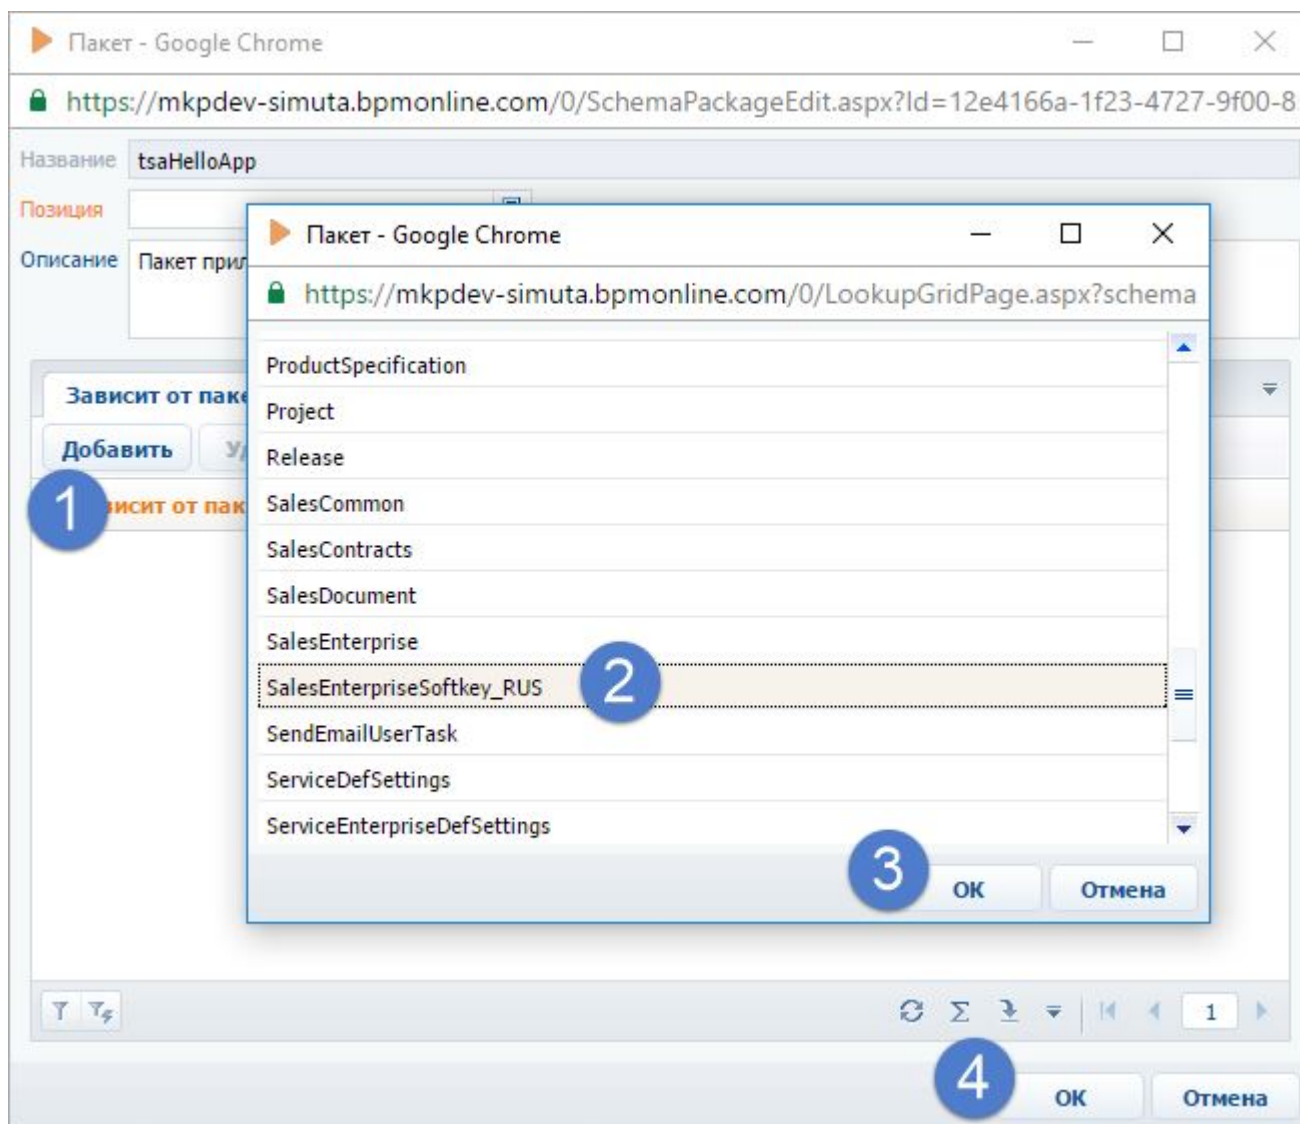 Пакет - Google Chrome
https://mkpdev-simuta.bpmonline.com/0/SchemaPackageEdit.aspx?Id=12e4166a-1f23-4727-9f00-8
Название tsaHelloApp
Позиция
Описание Пакет прил
Пакет - Google Chrome
https://mkpdev-simuta.bpmonline.com/0/LookupGridPage.aspx?schema
Зависит от паке
Добавить
1
висит от пак
ProductSpecification
Project
Release
SalesCommon
SalesContracts
SalesDocument
SalesEnterprise
SalesEnterpriseSoftkey_RUS 2
SendEmailUserTask
ServiceDefSettings
ServiceEnterpriseDefSettings
3 ОК Отмена
1
4 ОК Отмена